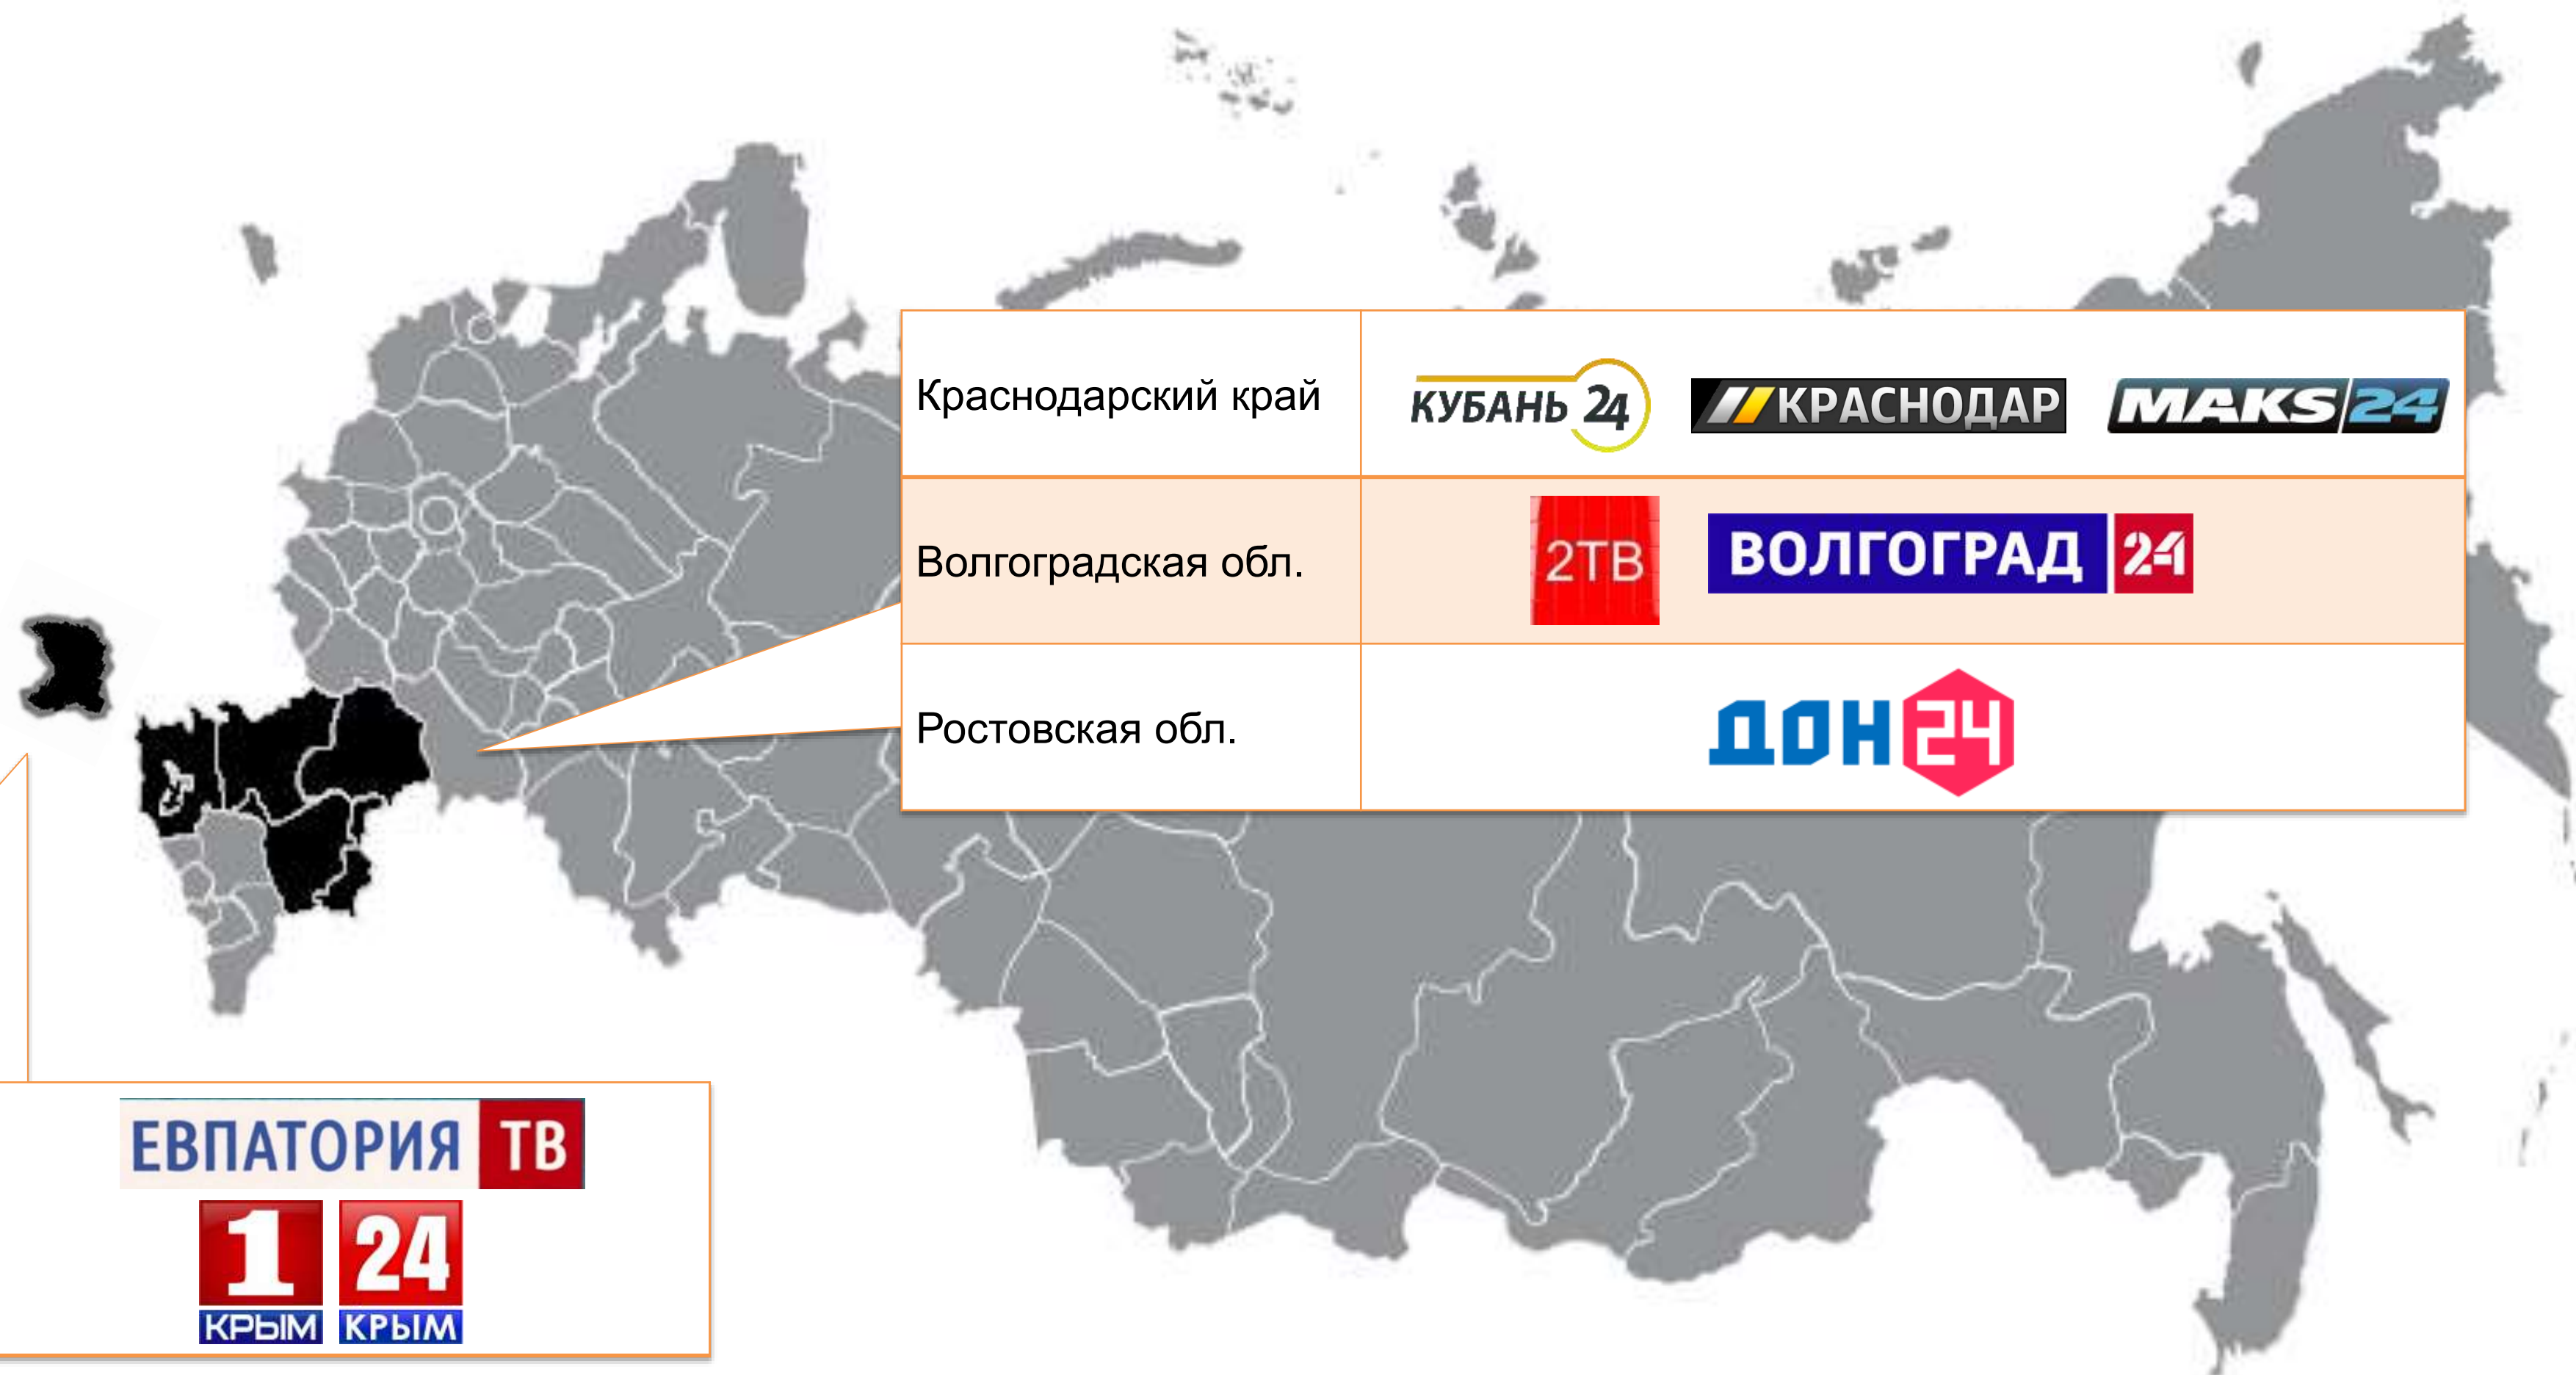 Краснодарский край
КУБАНЬ 24
КРАСНОДАР
MAKS 24
Волгоградская обл.
2ТВ
ВОЛГОГРАД 24
Ростовская обл.
ДОН 24
ЕВПАТОРИЯ ТВ
1 24
КРЫМ КРЫМ